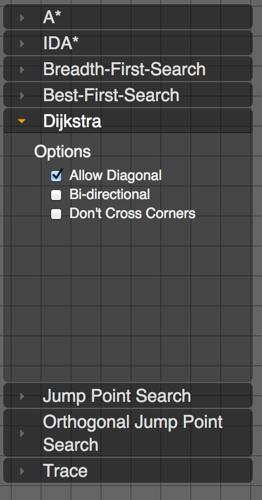 A*
IDA*
Breadth-First-Search
Best-First-Search
Dijkstra
Options
Allow Diagonal
Bi-directional
Don't Cross Corners
Jump Point Search
Orthogonal Jump Point
Search
Trace